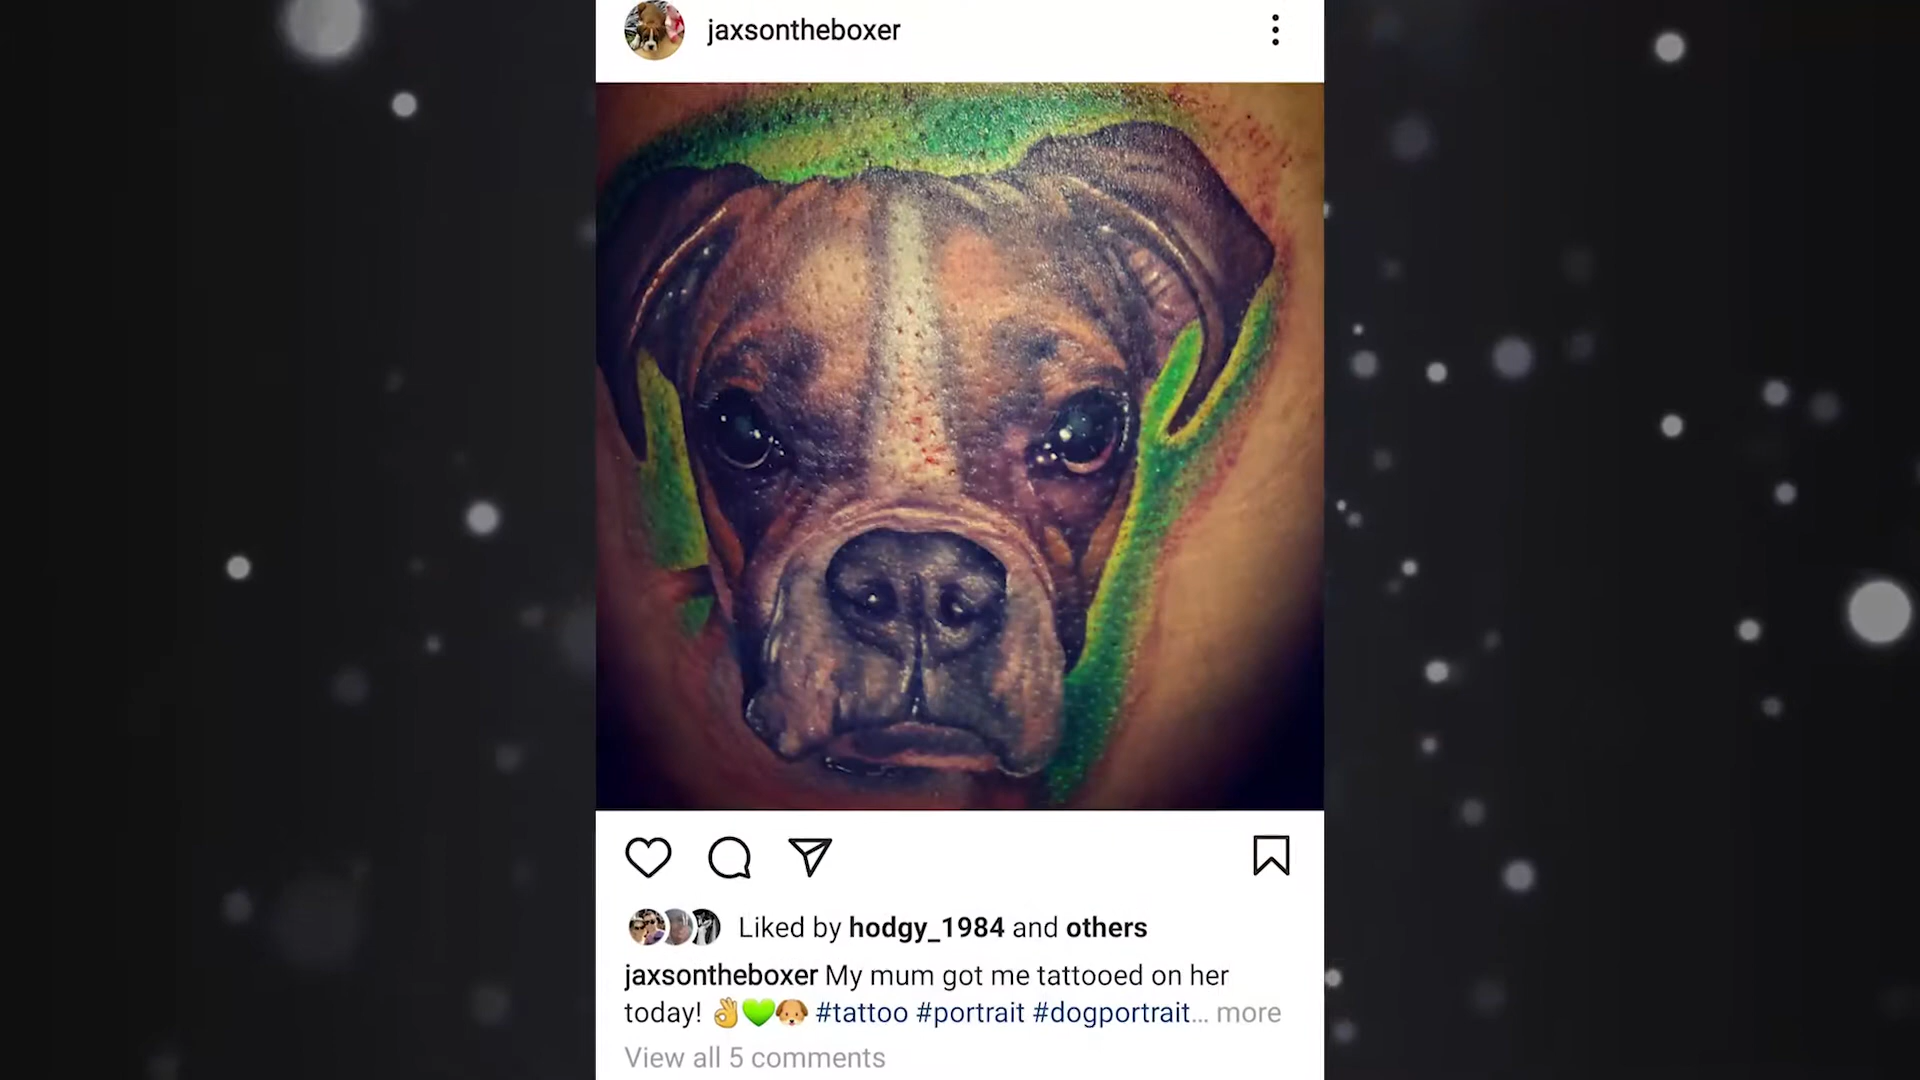 jaxsontheboxer
Liked by hodgy_1984 and others
jaxsontheboxer My mum got me tattooed on her
today! 👌💚🐶 #tattoo #portrait #dogportrait... more
View all 5 comments